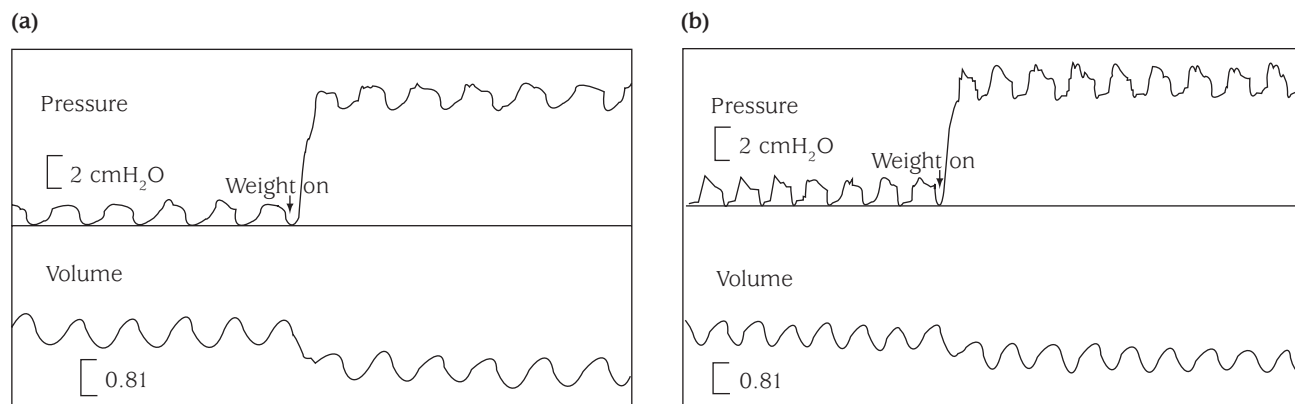 (a)
Pressure
2 cmH₂O
Weight on
Volume
0.81
(b)
Pressure
2 cmH₂O
Weight on
Volume
0.81